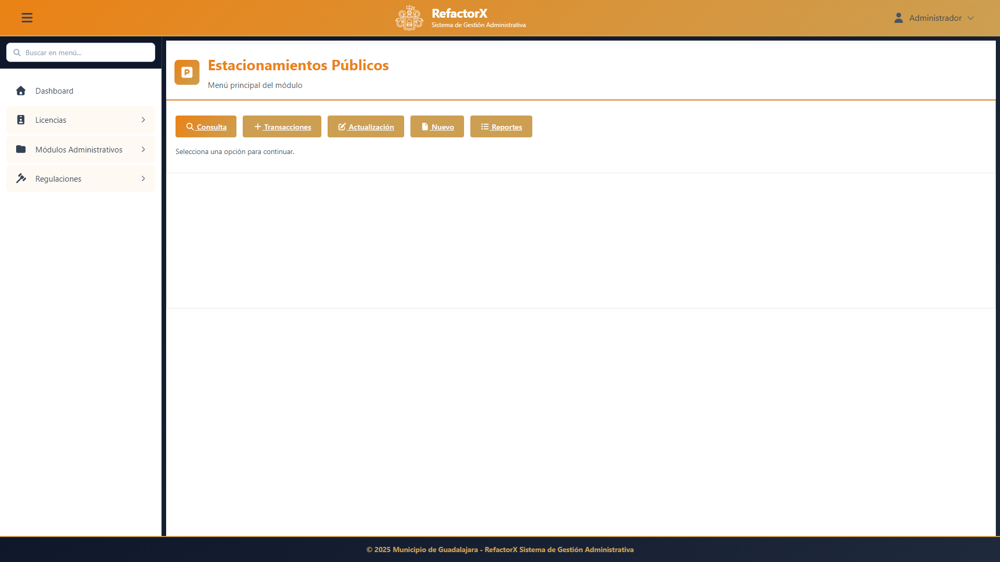 RefactorX
Sistema de Gestión Administrativa
Administrador
Buscar en menú...
Dashboard
Licencias
Módulos Administrativos
Regulaciones
P
Estacionamientos Públicos
Menú principal del módulo
Consulta
Transacciones
Actualización
Nuevo
Reportes
Selecciona una opción para continuar.
© 2025 Municipio de Guadalajara - RefactorX Sistema de Gestión Administrativa